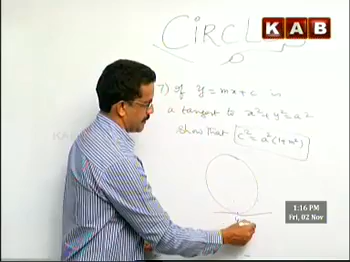 CIRCLE
KAB
7) If y = mx + c is
a tangent to x² + y² = a²
show that c² = a²(1+m²)
1:16 PM
Fri, 02 Nov